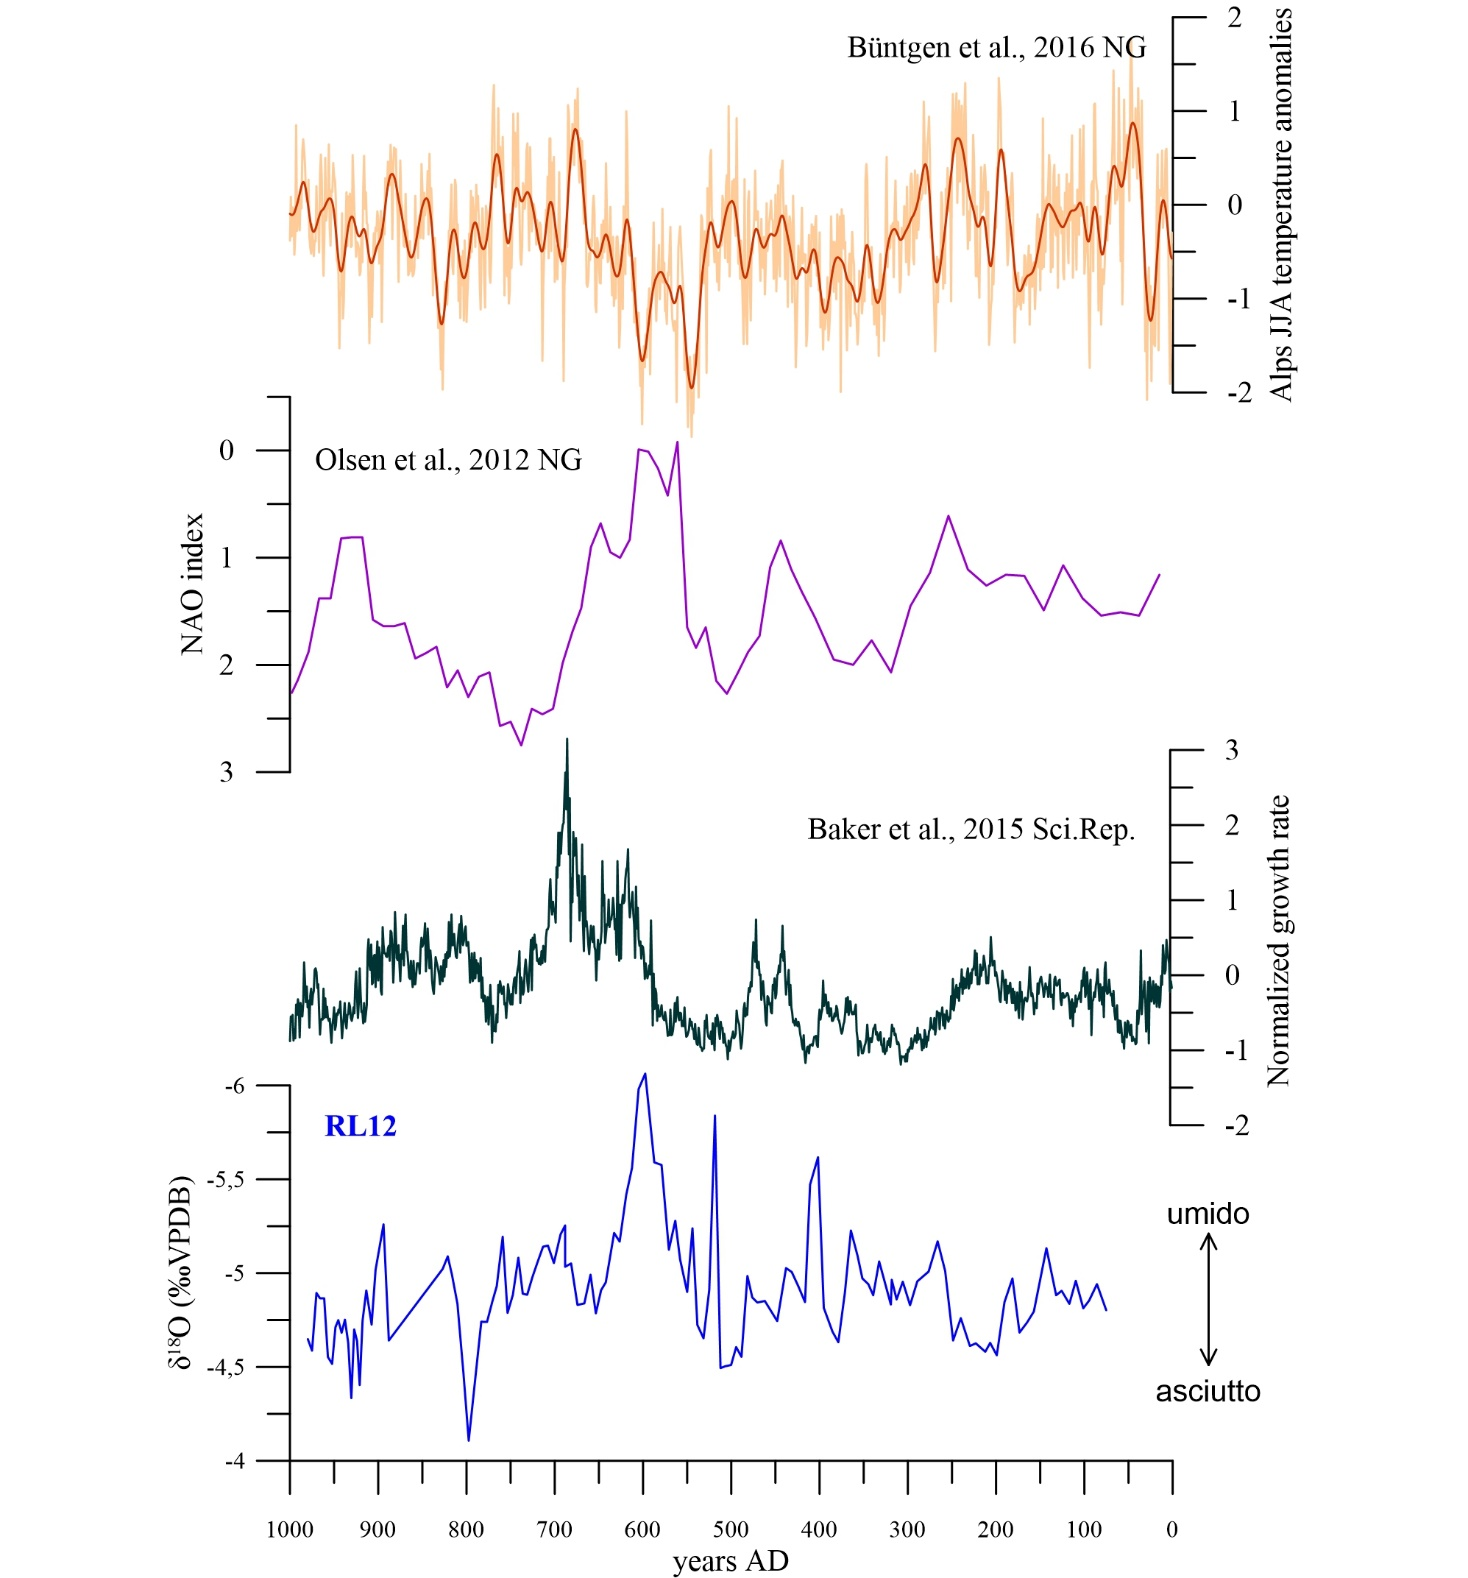 Büntgen et al., 2016 NG
2
1
0
-1
-2
Alps JJA temperature anomalies
Olsen et al., 2012 NG
0
1
2
3
NAO index
Baker et al., 2015 Sci.Rep.
3
2
1
0
-1
-2
Normalized growth rate
RL12
-6
-5,5
-5
-4,5
-4
δ¹⁸O (‰VPDB)
umido
asciutto
1000 900 800 700 600 500 400 300 200 100 0
years AD